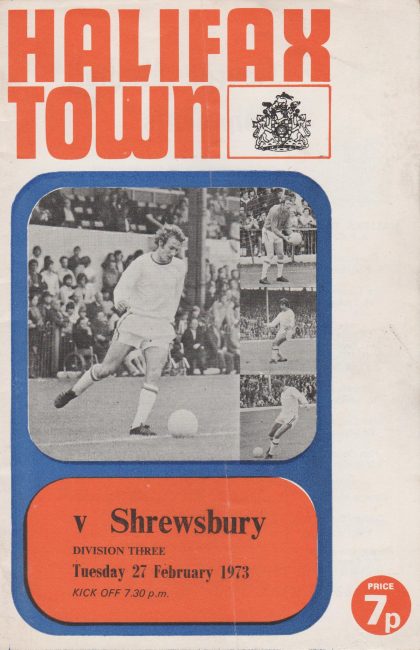 HALIFAX
TOWN
v Shrewsbury
DIVISION THREE
Tuesday 27 February 1973
KICK OFF 7.30 p.m.
PRICE
7p